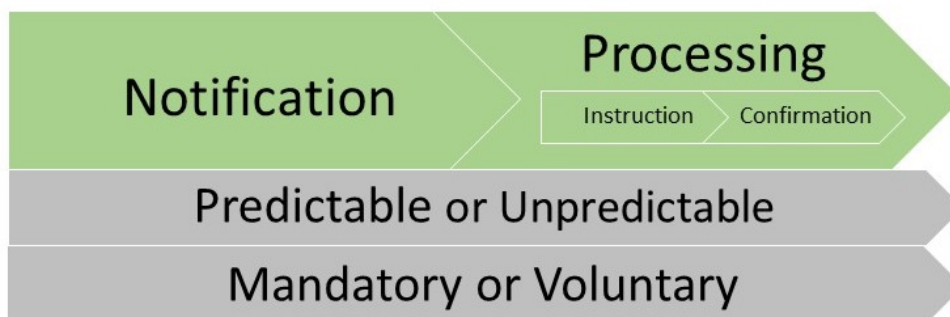 Notification
Processing
Instruction
Confirmation
Predictable or Unpredictable
Mandatory or Voluntary